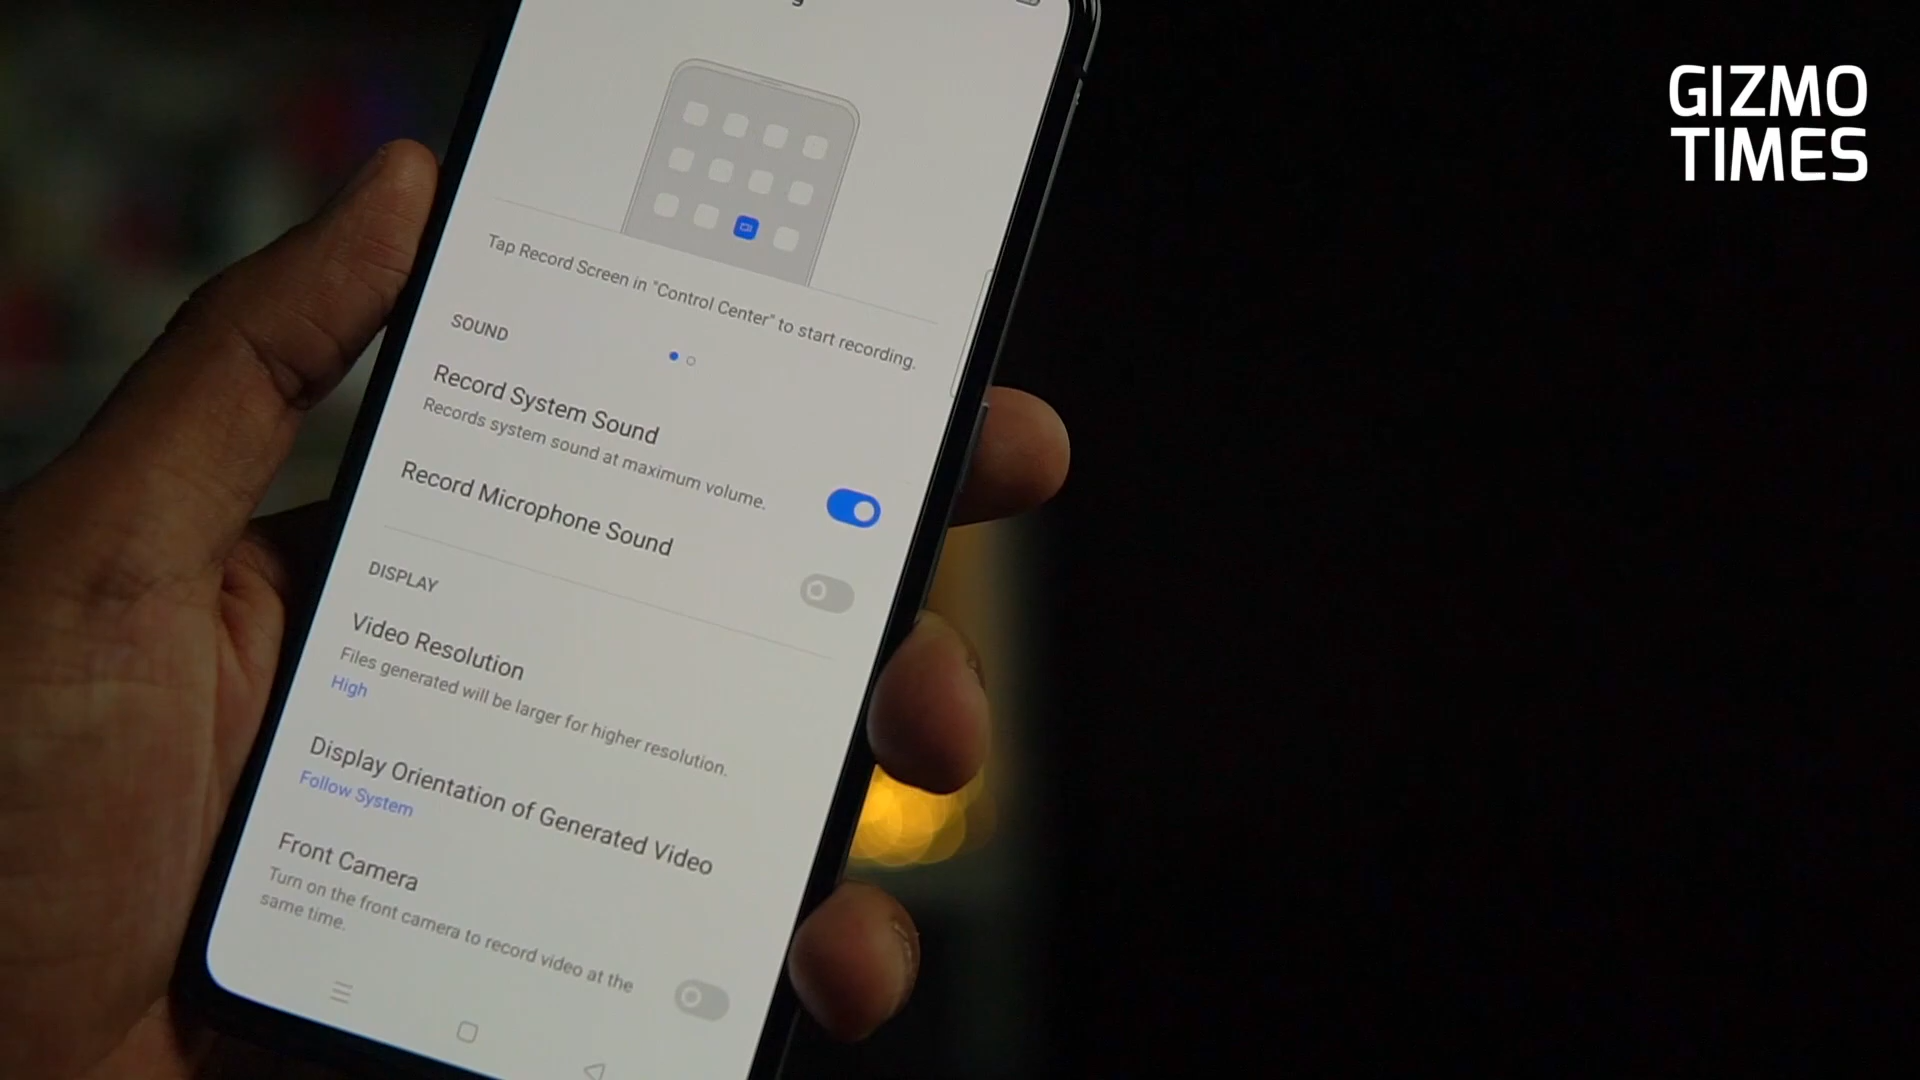 GIZMO
TIMES
Tap Record Screen in "Control Center" to start recording.
SOUND
Record System Sound
Records system sound at maximum volume.
Record Microphone Sound
DISPLAY
Video Resolution
Files generated will be larger for higher resolution.
High
Display Orientation of Generated Video
Follow System
Front Camera
Turn on the front camera to record video at the
same time.